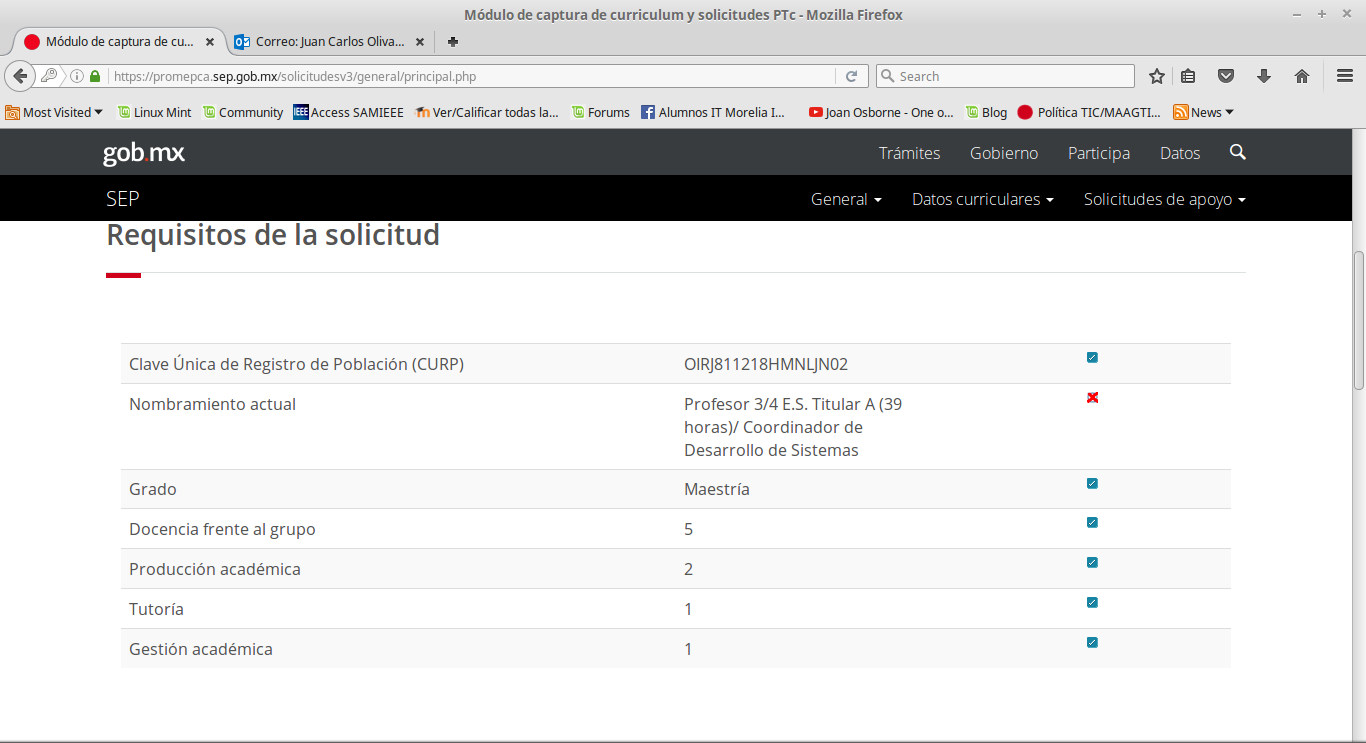 Módulo de captura de curriculum y solicitudes PTc - Mozilla Firefox
Módulo de captura de cu...
Correo: Juan Carlos Oliva...
https://promepca.sep.gob.mx/solicitudesv3/general/principal.php
Search
Most Visited
Linux Mint
Community
IEEE Access SAMIEEE
Ver/Calificar todas la...
Forums
Alumnos IT Morelia I...
Joan Osborne - One o...
Blog
Política TIC/MAAGTI...
News
gob.mx
Trámites
Gobierno
Participa
Datos
SEP
General
Datos curriculares
Solicitudes de apoyo
Requisitos de la solicitud
Clave Única de Registro de Población (CURP)
OIRJ811218HMNLJN02
Nombramiento actual
Profesor 3/4 E.S. Titular A (39
horas)/ Coordinador de
Desarrollo de Sistemas
Grado
Maestría
Docencia frente al grupo
5
Producción académica
2
Tutoría
1
Gestión académica
1